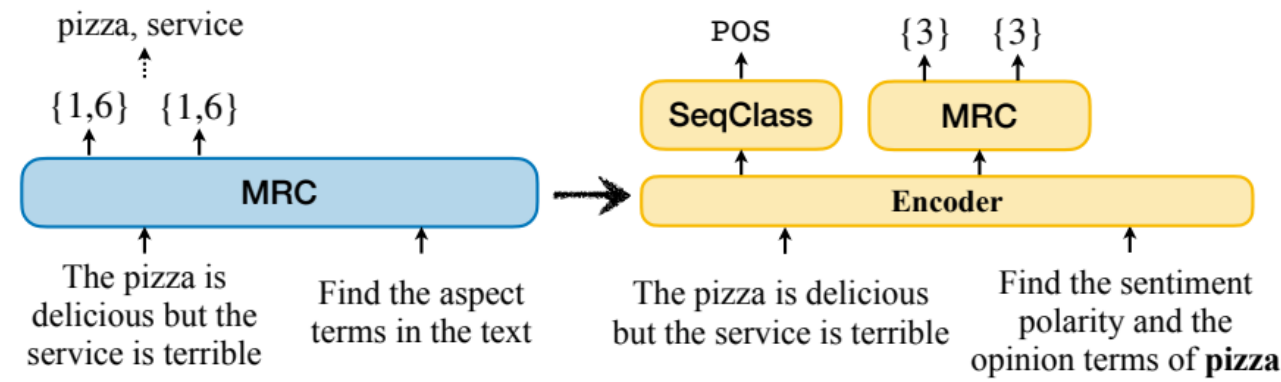 pizza, service
{1,6} {1,6}
MRC
The pizza is
delicious but the
service is terrible
Find the aspect
terms in the text
POS
{3} {3}
SeqClass
MRC
Encoder
The pizza is delicious
but the service is terrible
Find the sentiment
polarity and the
opinion terms of pizza